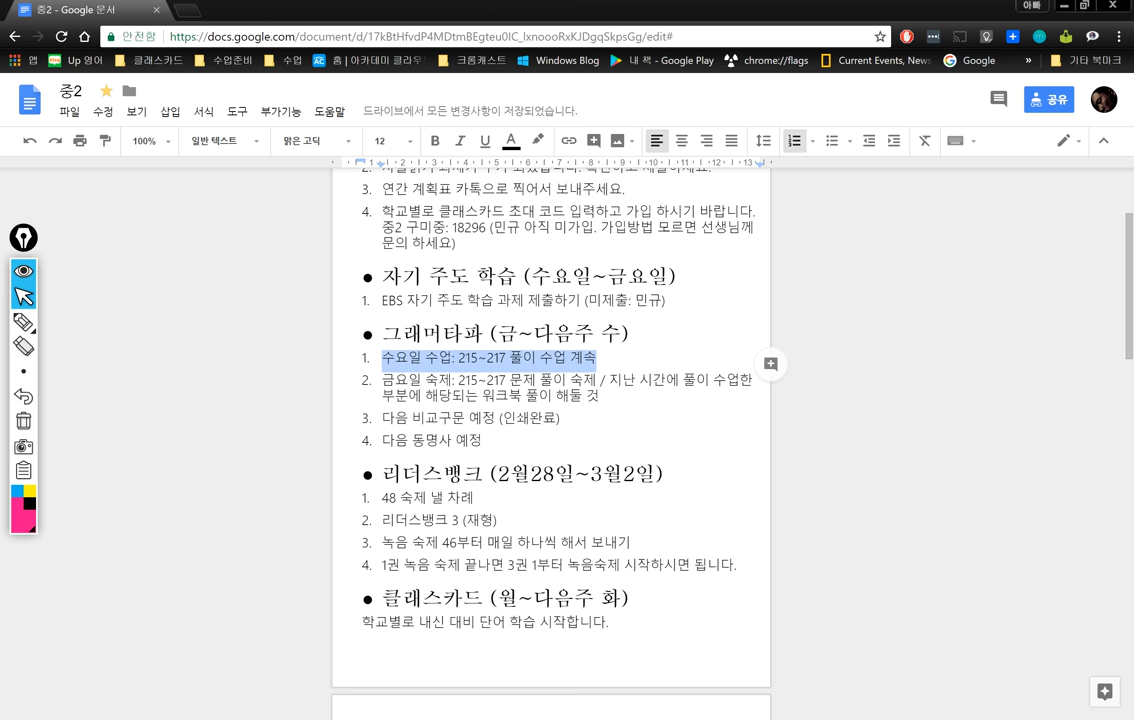 중2 - Google 문서
아빠
안전함
https://docs.google.com/document/d/17kBtHfvdP4MDtmBEgteu0IC_lxnoooRxKJDgqSkpsGg/edit#
앱
Up 영어
클래스카드
수업준비
수업
홈 | 아카데미 클라우
크롬캐스트
Windows Blog
내 책 - Google Play
chrome://flags
Current Events, News
Google
»
기타 북마크
중2
파일 수정 보기 삽입 서식 도구 부가기능 도움말
드라이브에서 모든 변경사항이 저장되었습니다.
공유
100% 일반 텍스트 맑은 고딕 12
1 2 3 4 5 6 7 8 9 10 11 12 13
3. 연간 계획표 카톡으로 찍어서 보내주세요.
4. 학교별로 클래스카드 초대 코드 입력하고 가입 하시기 바랍니다.
중2 구미중: 18296 (민규 아직 미가입. 가입방법 모르면 선생님께
문의 하세요)
● 자기 주도 학습 (수요일~금요일)
1. EBS 자기 주도 학습 과제 제출하기 (미제출: 민규)
● 그래머타파 (금~다음주 수)
1. 수요일 수업: 215~217 풀이 수업 계속
2. 금요일 숙제: 215~217 문제 풀이 숙제 / 지난 시간에 풀이 수업한
부분에 해당되는 워크북 풀이 해둘 것
3. 다음 비교구문 예정 (인쇄완료)
4. 다음 동명사 예정
● 리더스뱅크 (2월28일~3월2일)
1. 48 숙제 낼 차례
2. 리더스뱅크 3 (재형)
3. 녹음 숙제 46부터 매일 하나씩 해서 보내기
4. 1권 녹음 숙제 끝나면 3권 1부터 녹음숙제 시작하시면 됩니다.
● 클래스카드 (월~다음주 화)
학교별로 내신 대비 단어 학습 시작합니다.